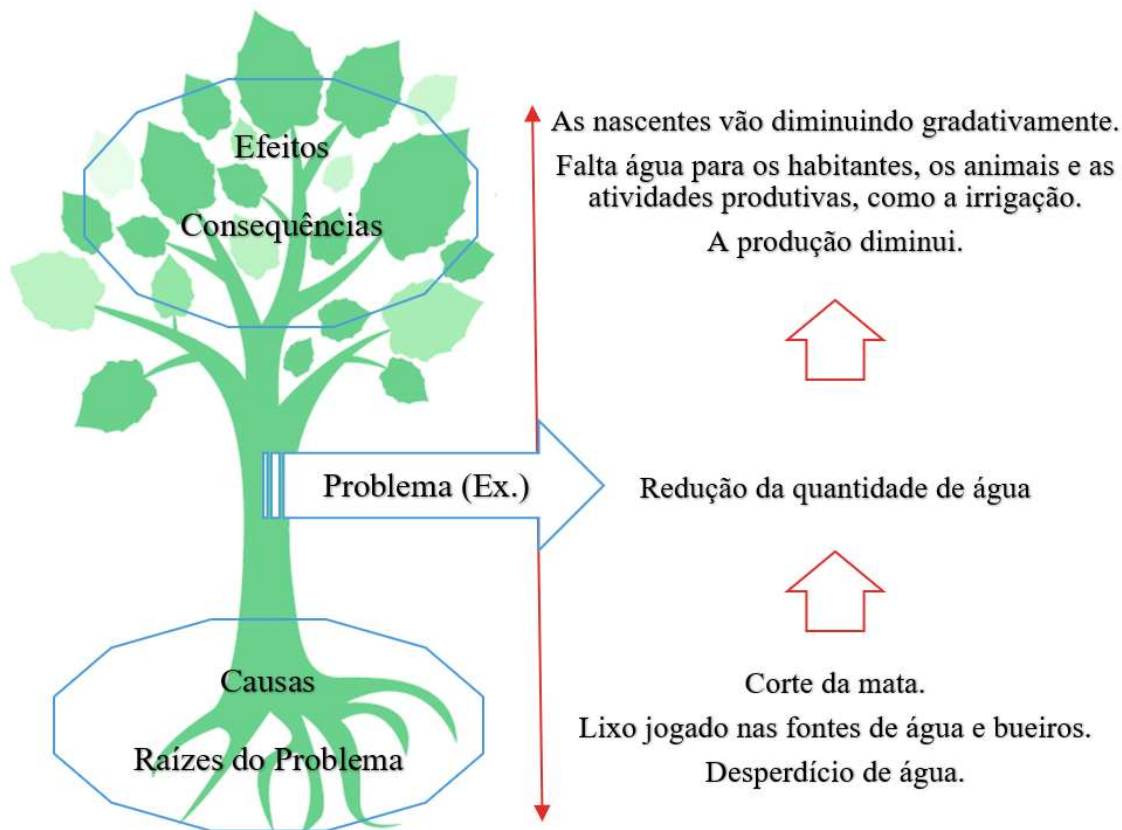 Efeitos
Consequências
As nascentes vão diminuindo gradativamente.
Falta água para os habitantes, os animais e as
atividades produtivas, como a irrigação.
A produção diminui.
Problema (Ex.)
Redução da quantidade de água
Causas
Raízes do Problema
Corte da mata.
Lixo jogado nas fontes de água e bueiros.
Desperdício de água.